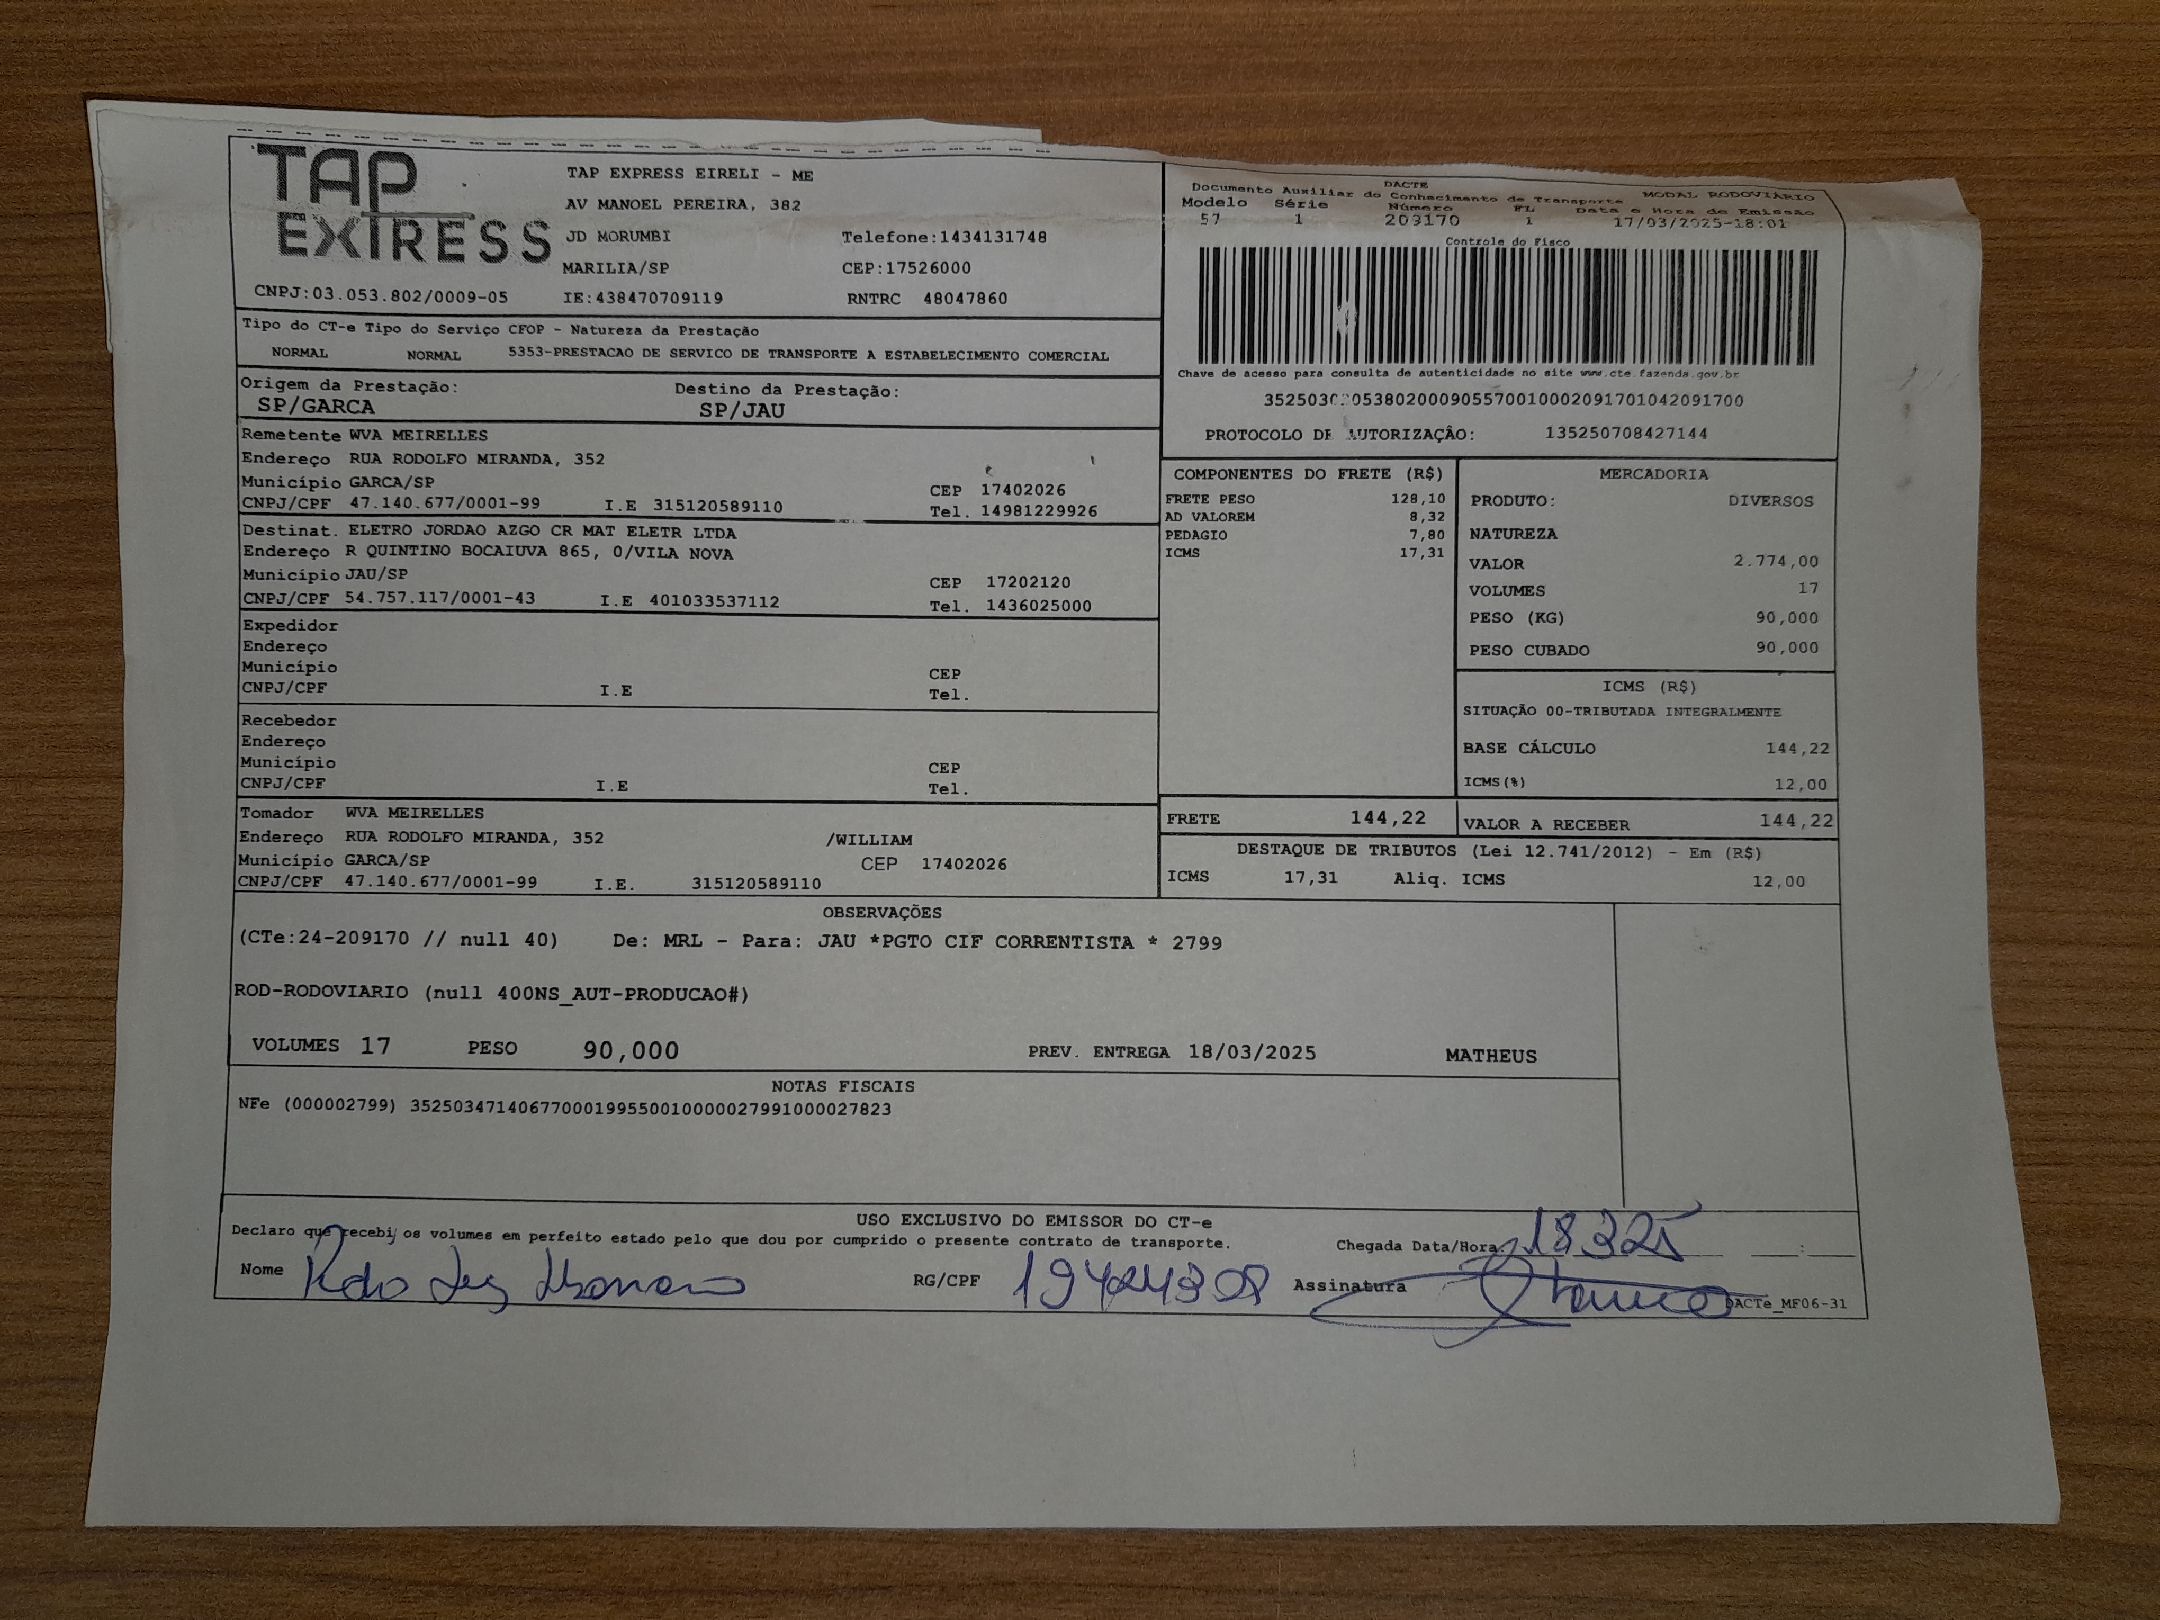 TAP
EXPRESS
TAP EXPRESS EIRELI - ME
AV MANOEL PEREIRA, 382
JD MORUMBI Telefone:1434131748
MARILIA/SP CEP:17526000
CNPJ:03.053.802/0009-05 IE:438470709119 RNTRC 48047860
DACTE
Documento Auxiliar do Conhecimento de Transporte MODAL RODOVIÁRIO
Modelo Série Número FL Data e Hora de Emissão
57 1 209170 1 17/03/2025-18:01
Controle do Fisco
Chave de acesso para consulta de autenticidade no site www.cte.fazenda.gov.br
PROTOCOLO DE AUTORIZAÇÃO: 135250708427144
Tipo do CT-e Tipo do Serviço CFOP - Natureza da Prestação
NORMAL NORMAL 5353-PRESTACAO DE SERVICO DE TRANSPORTE A ESTABELECIMENTO COMERCIAL
Origem da Prestação: Destino da Prestação:
SP/GARCA SP/JAU
Remetente WVA MEIRELLES
Endereço RUA RODOLFO MIRANDA, 352
Município GARCA/SP CEP 17402026
CNPJ/CPF 47.140.677/0001-99 I.E 315120589110 Tel. 14981229926
Destinat. ELETRO JORDAO AZGO CR MAT ELETR LTDA
Endereço R QUINTINO BOCAIUVA 865, 0/VILA NOVA
Município JAU/SP CEP 17202120
CNPJ/CPF 54.757.117/0001-43 I.E 401033537112 Tel. 1436025000
Expedidor
Endereço
Município CEP
CNPJ/CPF I.E Tel.
Recebedor
Endereço
Município CEP
CNPJ/CPF I.E Tel.
Tomador WVA MEIRELLES
Endereço RUA RODOLFO MIRANDA, 352 /WILLIAM
Município GARCA/SP CEP 17402026
CNPJ/CPF 47.140.677/0001-99 I.E. 315120589110
COMPONENTES DO FRETE (R$)
FRETE PESO 128,10
AD VALOREM 8,32
PEDAGIO 7,80
ICMS 17,31
MERCADORIA
PRODUTO: DIVERSOS
NATUREZA
VALOR 2.774,00
VOLUMES 17
PESO (KG) 90,000
PESO CUBADO 90,000
ICMS (R$)
SITUAÇÃO 00-TRIBUTADA INTEGRALMENTE
BASE CÁLCULO 144,22
ICMS(%) 12,00
FRETE 144,22 VALOR A RECEBER 144,22
DESTAQUE DE TRIBUTOS (Lei 12.741/2012) - Em (R$)
ICMS 17,31 Aliq. ICMS 12,00
OBSERVAÇÕES
(CTe:24-209170 // null 40) De: MRL - Para: JAU *PGTO CIF CORRENTISTA * 2799
ROD-RODOVIARIO (null 400NS_AUT-PRODUCAO#)
VOLUMES 17 PESO 90,000 PREV. ENTREGA 18/03/2025 MATHEUS
NOTAS FISCAIS
NFe (000002799) 35250347140677000199550010000027991000027823
USO EXCLUSIVO DO EMISSOR DO CT-e
Declaro que recebi os volumes em perfeito estado pelo que dou por cumprido o presente contrato de transporte. Chegada Data/Hora: 18 3 25
Nome RG/CPF Assinatura
DACTe_MF06-31